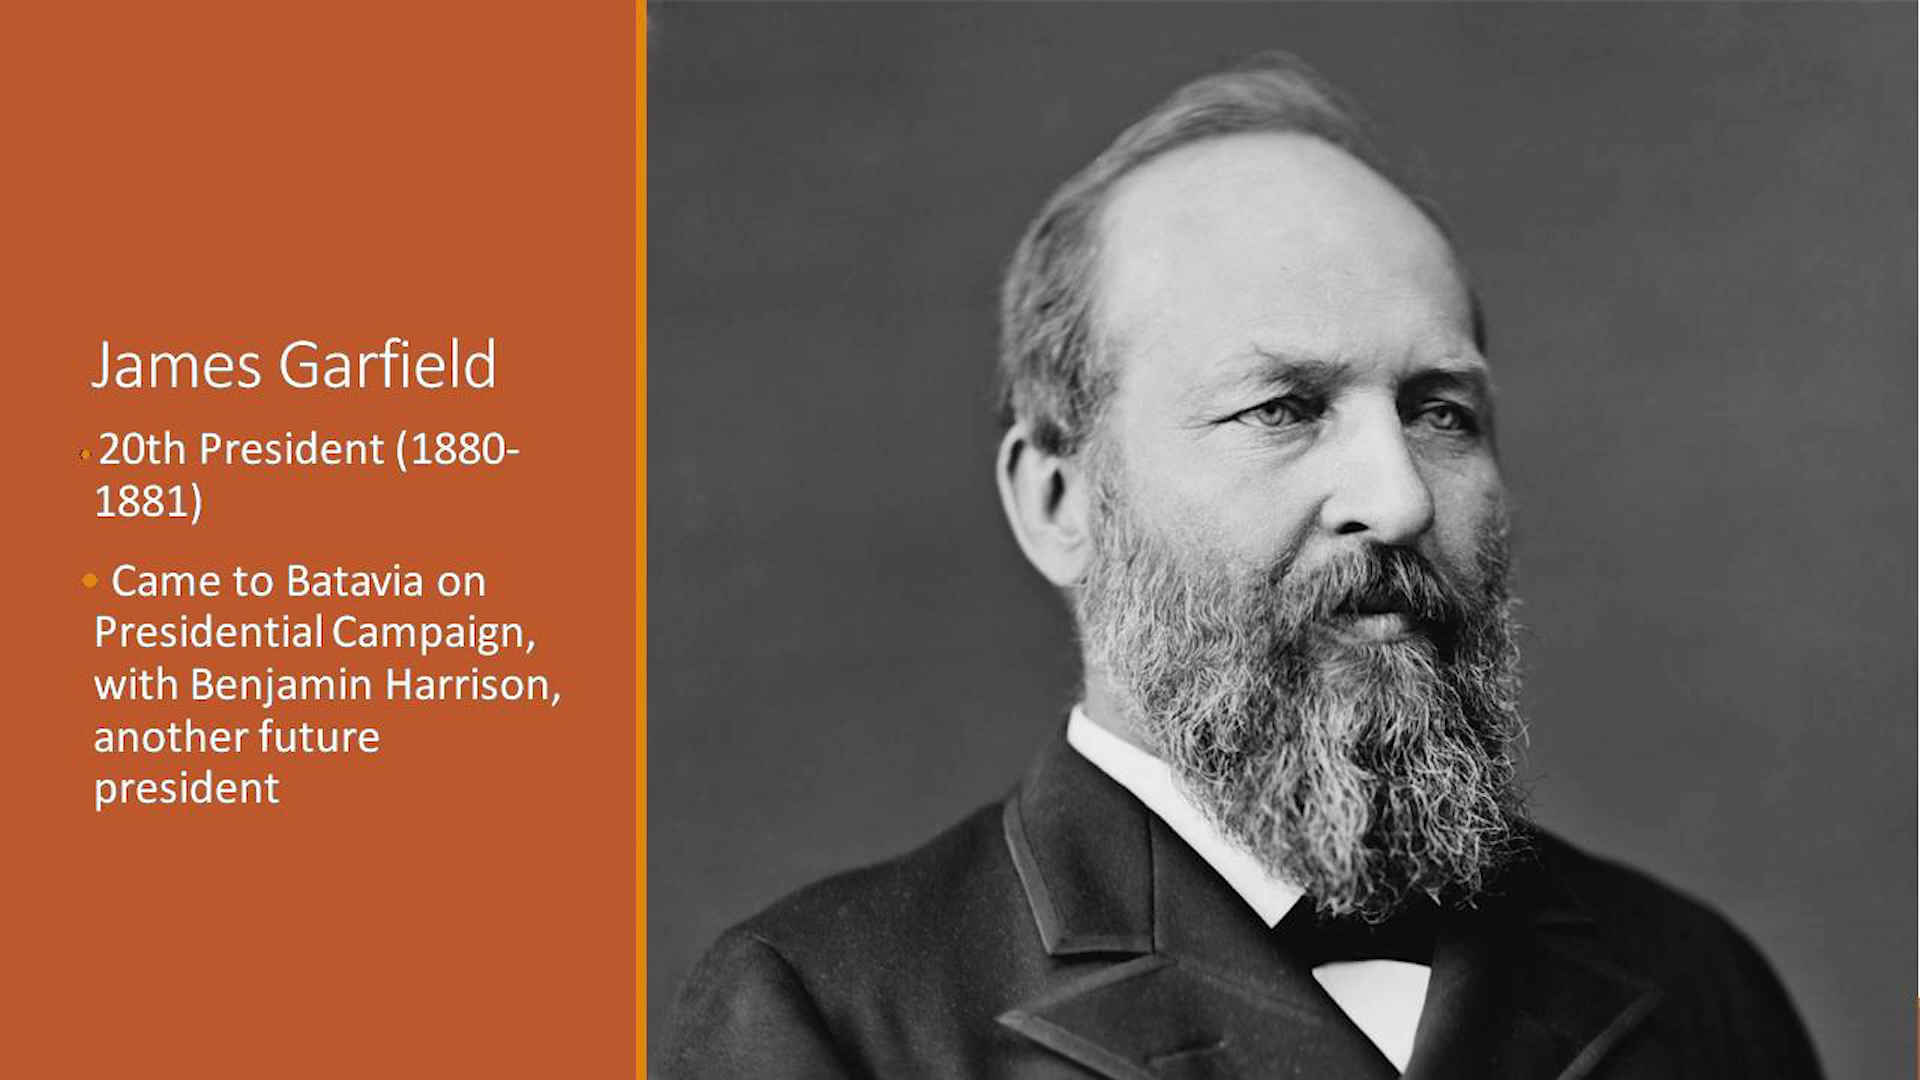 James Garfield
• 20th President (1880-
1881)
• Came to Batavia on
Presidential Campaign,
with Benjamin Harrison,
another future
president